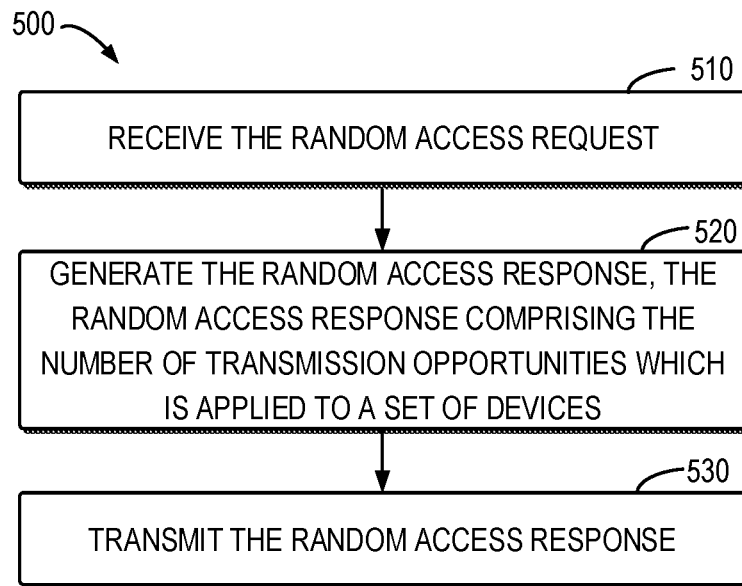 500
510
RECEIVE THE RANDOM ACCESS REQUEST
520
GENERATE THE RANDOM ACCESS RESPONSE, THE
RANDOM ACCESS RESPONSE COMPRISING THE
NUMBER OF TRANSMISSION OPPORTUNITIES WHICH
IS APPLIED TO A SET OF DEVICES
530
TRANSMIT THE RANDOM ACCESS RESPONSE